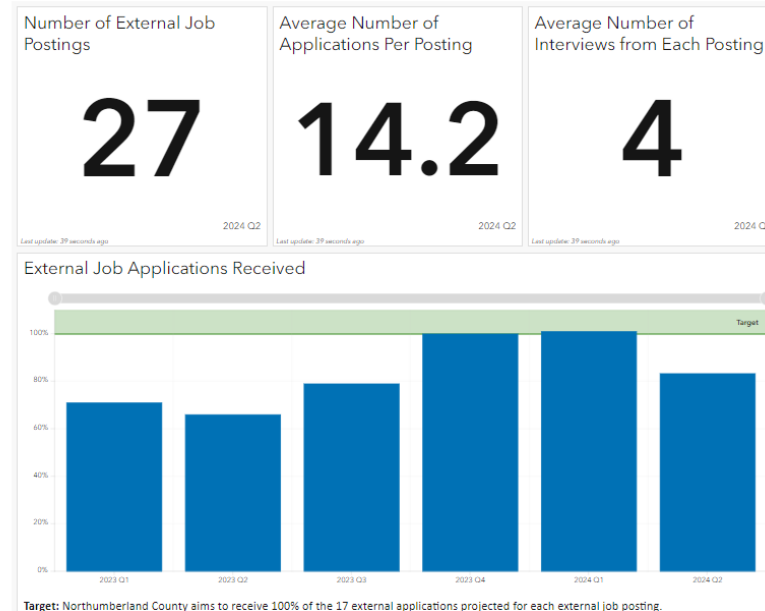 Number of External Job
Postings
27
2024 Q2
Last update: 39 seconds ago
Average Number of
Applications Per Posting
14.2
2024 Q2
Last update: 39 seconds ago
Average Number of
Interviews from Each Posting
4
2024 Q
Last update: 39 seconds ago
External Job Applications Received
Target
100%
80%
60%
40%
20%
0%
2023 Q1
2023 Q2
2023 Q3
2023 Q4
2024 Q1
2024 Q2
Target: Northumberland County aims to receive 100% of the 17 external applications projected for each external job posting.